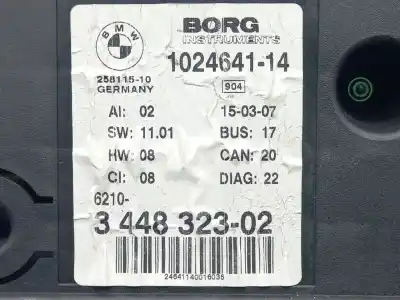 BMW
BORG
INSTRUMENTS
1024641-14
258115-10
GERMANY
904
AI: 02 15-03-07
SW: 11.01 BUS: 17
HW: 08 CAN: 20
CI: 08 DIAG: 22
6210-
3 448 323-02
24641140016035